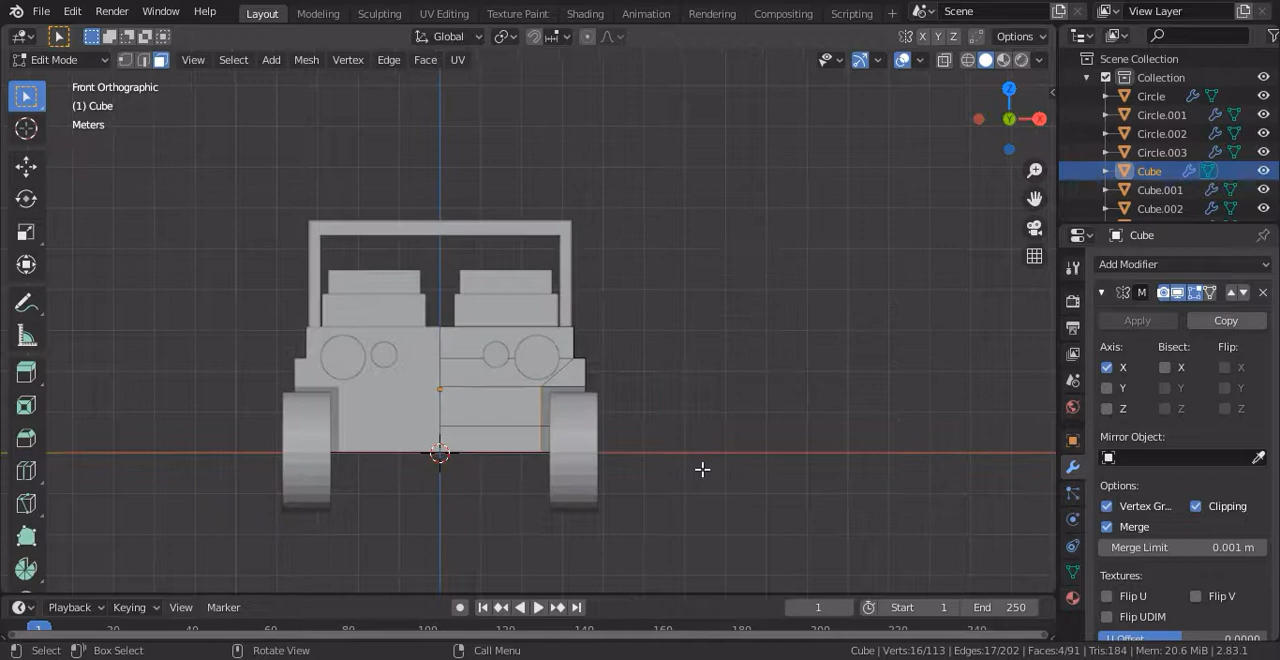 File Edit Render Window Help Layout Modeling Sculpting UV Editing Texture Paint Shading Animation Rendering Compositing Scripting + Scene View Layer
Global X Y Z Options
Edit Mode View Select Add Mesh Vertex Edge Face UV
Front Orthographic
(1) Cube
Meters
Z
Y
X
Scene Collection
Collection
Circle
Circle.001
Circle.002
Circle.003
Cube
Cube.001
Cube.002
Cube
Add Modifier
M
Apply Copy
Axis: Bisect: Flip:
X X X
Y Y Y
Z Z Z
Mirror Object:
Options:
Vertex Gr... Clipping
Merge
Merge Limit 0.001 m
Textures:
Flip U Flip V
Flip UDIM
U Offset 0.0000
Playback Keying View Marker 1 Start 1 End 250
1 20 40 60 80 100 120 140 160 180 200 220 240
Select Box Select Rotate View Call Menu Cube | Verts:16/113 | Edges:17/202 | Faces:4/91 | Tris:184 | Mem: 20.6 MiB | 2.83.1